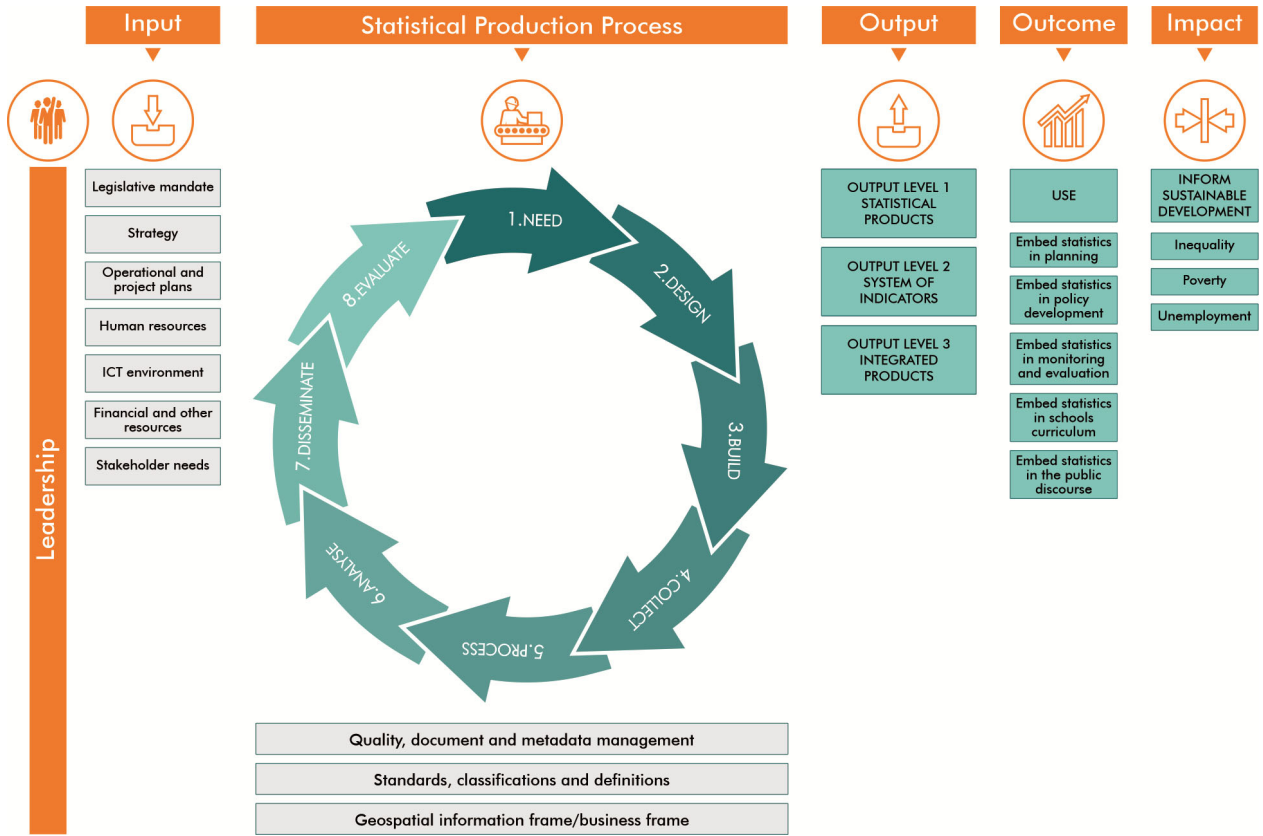 Input
Statistical Production Process
Output
Outcome
Impact
Leadership
Legislative mandate
Strategy
Operational and
project plans
Human resources
ICT environment
Financial and other
resources
Stakeholder needs
1.NEED
2.DESIGN
3.BUILD
4.COLLECT
5.PROCESS
6.ANALYSE
7.DISSEMINATE
8.EVALUATE
Quality, document and metadata management
Standards, classifications and definitions
Geospatial information frame/business frame
OUTPUT LEVEL 1
STATISTICAL
PRODUCTS
OUTPUT LEVEL 2
SYSTEM OF
INDICATORS
OUTPUT LEVEL 3
INTEGRATED
PRODUCTS
USE
Embed statistics
in planning
Embed statistics
in policy
development
Embed statistics
in monitoring
and evaluation
Embed statistics
in schools
curriculum
Embed statistics
in the public
discourse
INFORM
SUSTAINABLE
DEVELOPMENT
Inequality
Poverty
Unemployment